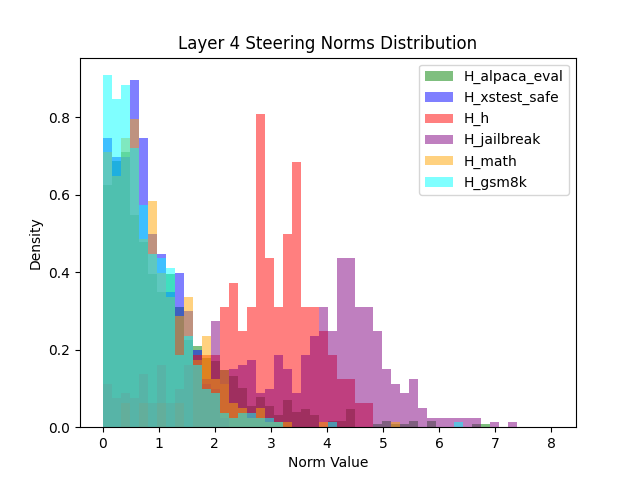 Layer 4 Steering Norms Distribution
H_alpaca_eval
H_xstest_safe
H_h
H_jailbreak
H_math
H_gsm8k
Density
0.8
0.6
0.4
0.2
0.0
0 1 2 3 4 5 6 7 8
Norm Value